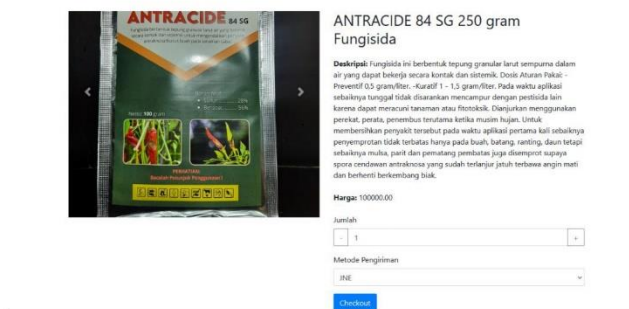 ANTRACIDE 84 SG
Netto: 100 gram
PERHATIAN:
Bacalah Petunjuk Penggunaan !
ANTRACIDE 84 SG 250 gram
Fungisida
Deskripsi: Fungisida ini berbentuk tepung granular larut sempurna dalam
air yang dapat bekerja secara kontak dan sistemik. Dosis Aturan Pakai: -
Preventif 0,5 gram/liter. -Kuratif 1 - 1,5 gram/liter. Pada waktu aplikasi
sebaiknya tunggal tidak disarankan mencampur dengan pestisida lain
karena dapat meracuni tanaman atau fitotoksik. Dianjurkan menggunakan
perekat, perata, penembus terutama ketika musim hujan. Untuk
membersihkan penyakit tersebut pada waktu aplikasi pertama kali sebaiknya
penyemprotan tidak terbatas hanya pada buah, batang, ranting, daun tetapi
sebaiknya mulsa, parit dan pematang pembatas juga disemprot supaya
spora cendawan antraknosa yang sudah terlanjur jatuh terbawa angin mati
dan berhenti berkembang biak.
Harga: 100000.00
Jumlah
- 1 +
Metode Pengiriman
JNE
Checkout